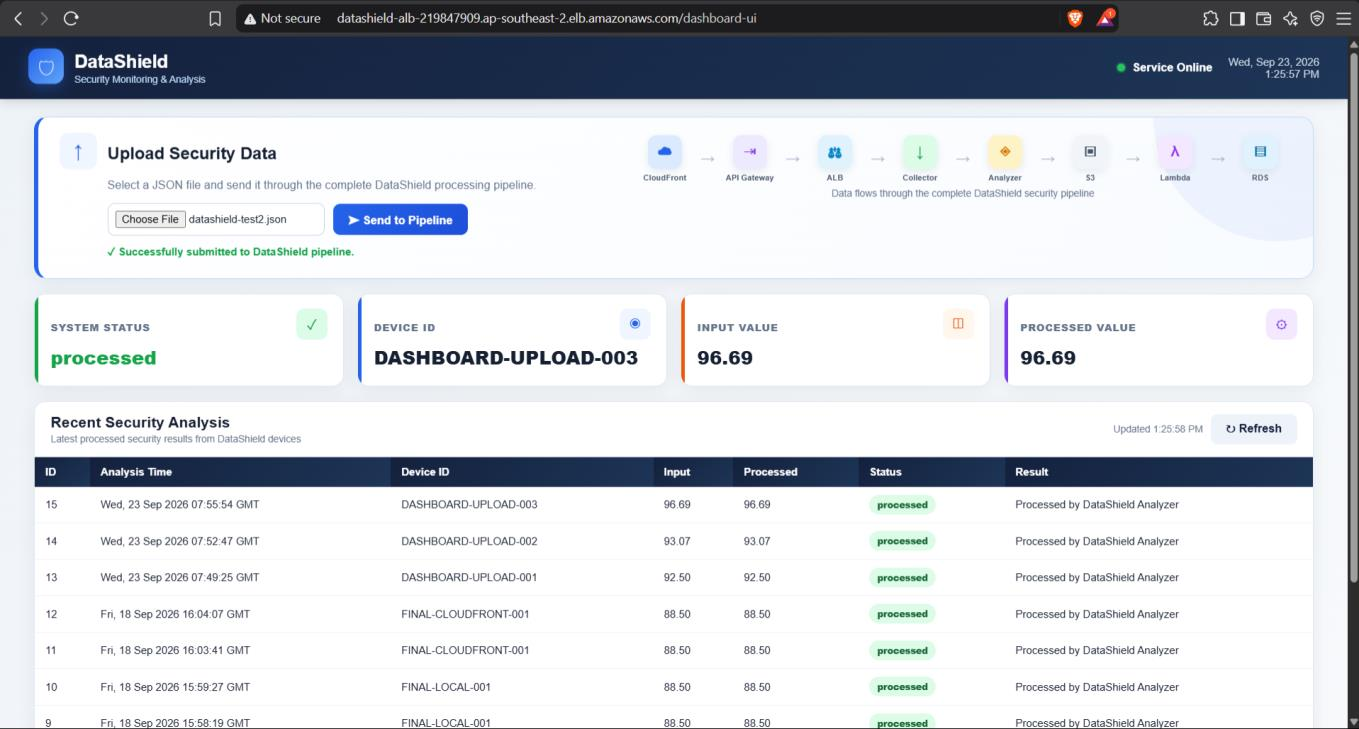 Not secure datashield-alb-219847909.ap-southeast-2.elb.amazonaws.com/dashboard-ui
1
DataShield
Security Monitoring & Analysis
Service Online
Wed, Sep 23, 2026
1:25:57 PM
↑
Upload Security Data
Select a JSON file and send it through the complete DataShield processing pipeline.
Choose File datashield-test2.json
➤ Send to Pipeline
✓ Successfully submitted to DataShield pipeline.
CloudFront → API Gateway → ALB → Collector → Analyzer → S3 → Lambda → RDS
Data flows through the complete DataShield security pipeline
SYSTEM STATUS
processed
DEVICE ID
DASHBOARD-UPLOAD-003
INPUT VALUE
96.69
PROCESSED VALUE
96.69
Recent Security Analysis
Latest processed security results from DataShield devices
Updated 1:25:58 PM
↻ Refresh
ID Analysis Time Device ID Input Processed Status Result
15 Wed, 23 Sep 2026 07:55:54 GMT DASHBOARD-UPLOAD-003 96.69 96.69 processed Processed by DataShield Analyzer
14 Wed, 23 Sep 2026 07:52:47 GMT DASHBOARD-UPLOAD-002 93.07 93.07 processed Processed by DataShield Analyzer
13 Wed, 23 Sep 2026 07:49:25 GMT DASHBOARD-UPLOAD-001 92.50 92.50 processed Processed by DataShield Analyzer
12 Fri, 18 Sep 2026 16:04:07 GMT FINAL-CLOUDFRONT-001 88.50 88.50 processed Processed by DataShield Analyzer
11 Fri, 18 Sep 2026 16:03:41 GMT FINAL-CLOUDFRONT-001 88.50 88.50 processed Processed by DataShield Analyzer
10 Fri, 18 Sep 2026 15:59:27 GMT FINAL-LOCAL-001 88.50 88.50 processed Processed by DataShield Analyzer
9 Fri, 18 Sep 2026 15:58:19 GMT FINAL-LOCAL-001 88.50 88.50 processed Processed by DataShield Analyzer